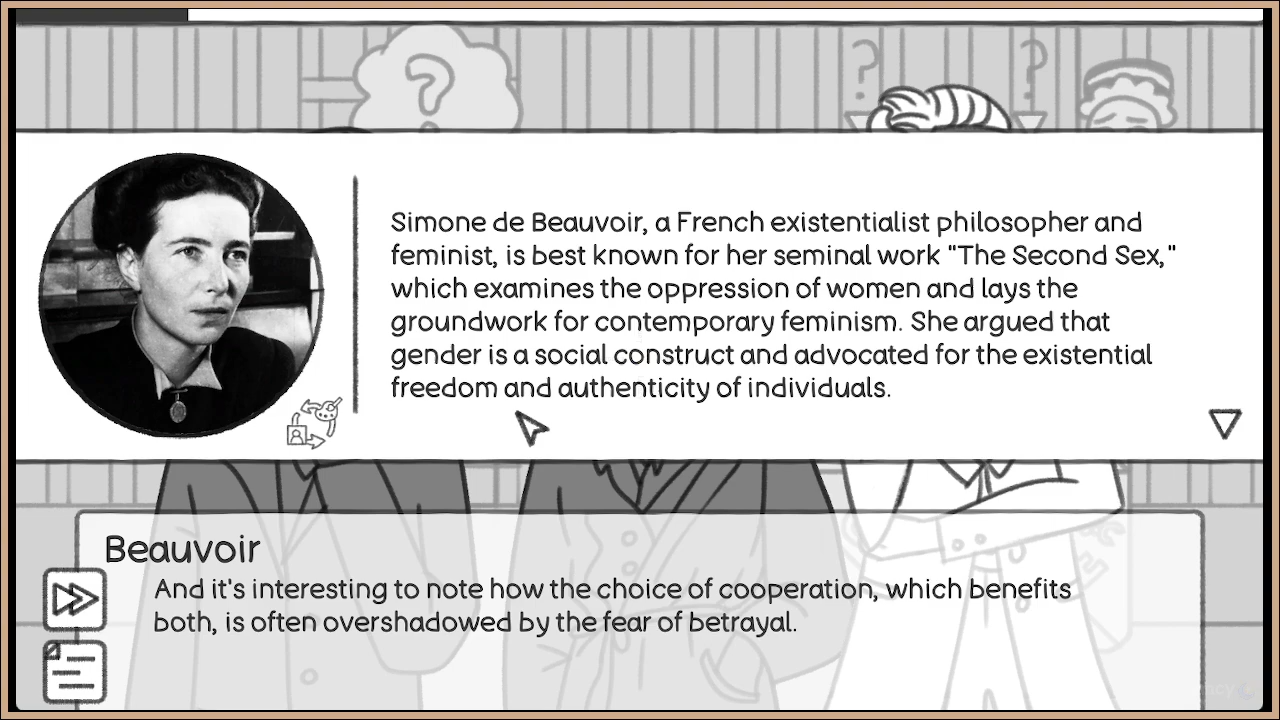 ?
?
?
Simone de Beauvoir, a French existentialist philosopher and
feminist, is best known for her seminal work "The Second Sex,"
which examines the oppression of women and lays the
groundwork for contemporary feminism. She argued that
gender is a social construct and advocated for the existential
freedom and authenticity of individuals.
Beauvoir
And it's interesting to note how the choice of cooperation, which benefits
both, is often overshadowed by the fear of betrayal.